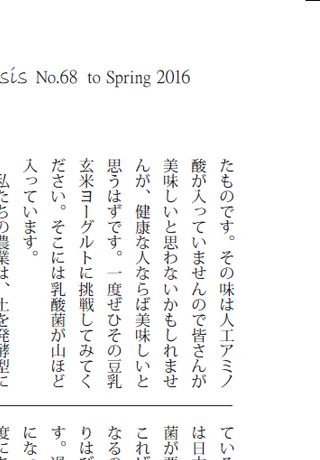 sis No.68 to Spring 2016
たものです。その味は人工アミノ
酸が入っていませんので皆さんが
美味しいと思わないかもしれませ
んが、健康な人ならば美味しいと
思うはずです。一度ぜひその豆乳
玄米ヨーグルトに挑戦してみてく
ださい。そこには乳酸菌が山ほど
入っています。
私たちの農業は、土を発酵型に
ている
は日
菌が
これ
なる
りは
す。
にな
度に